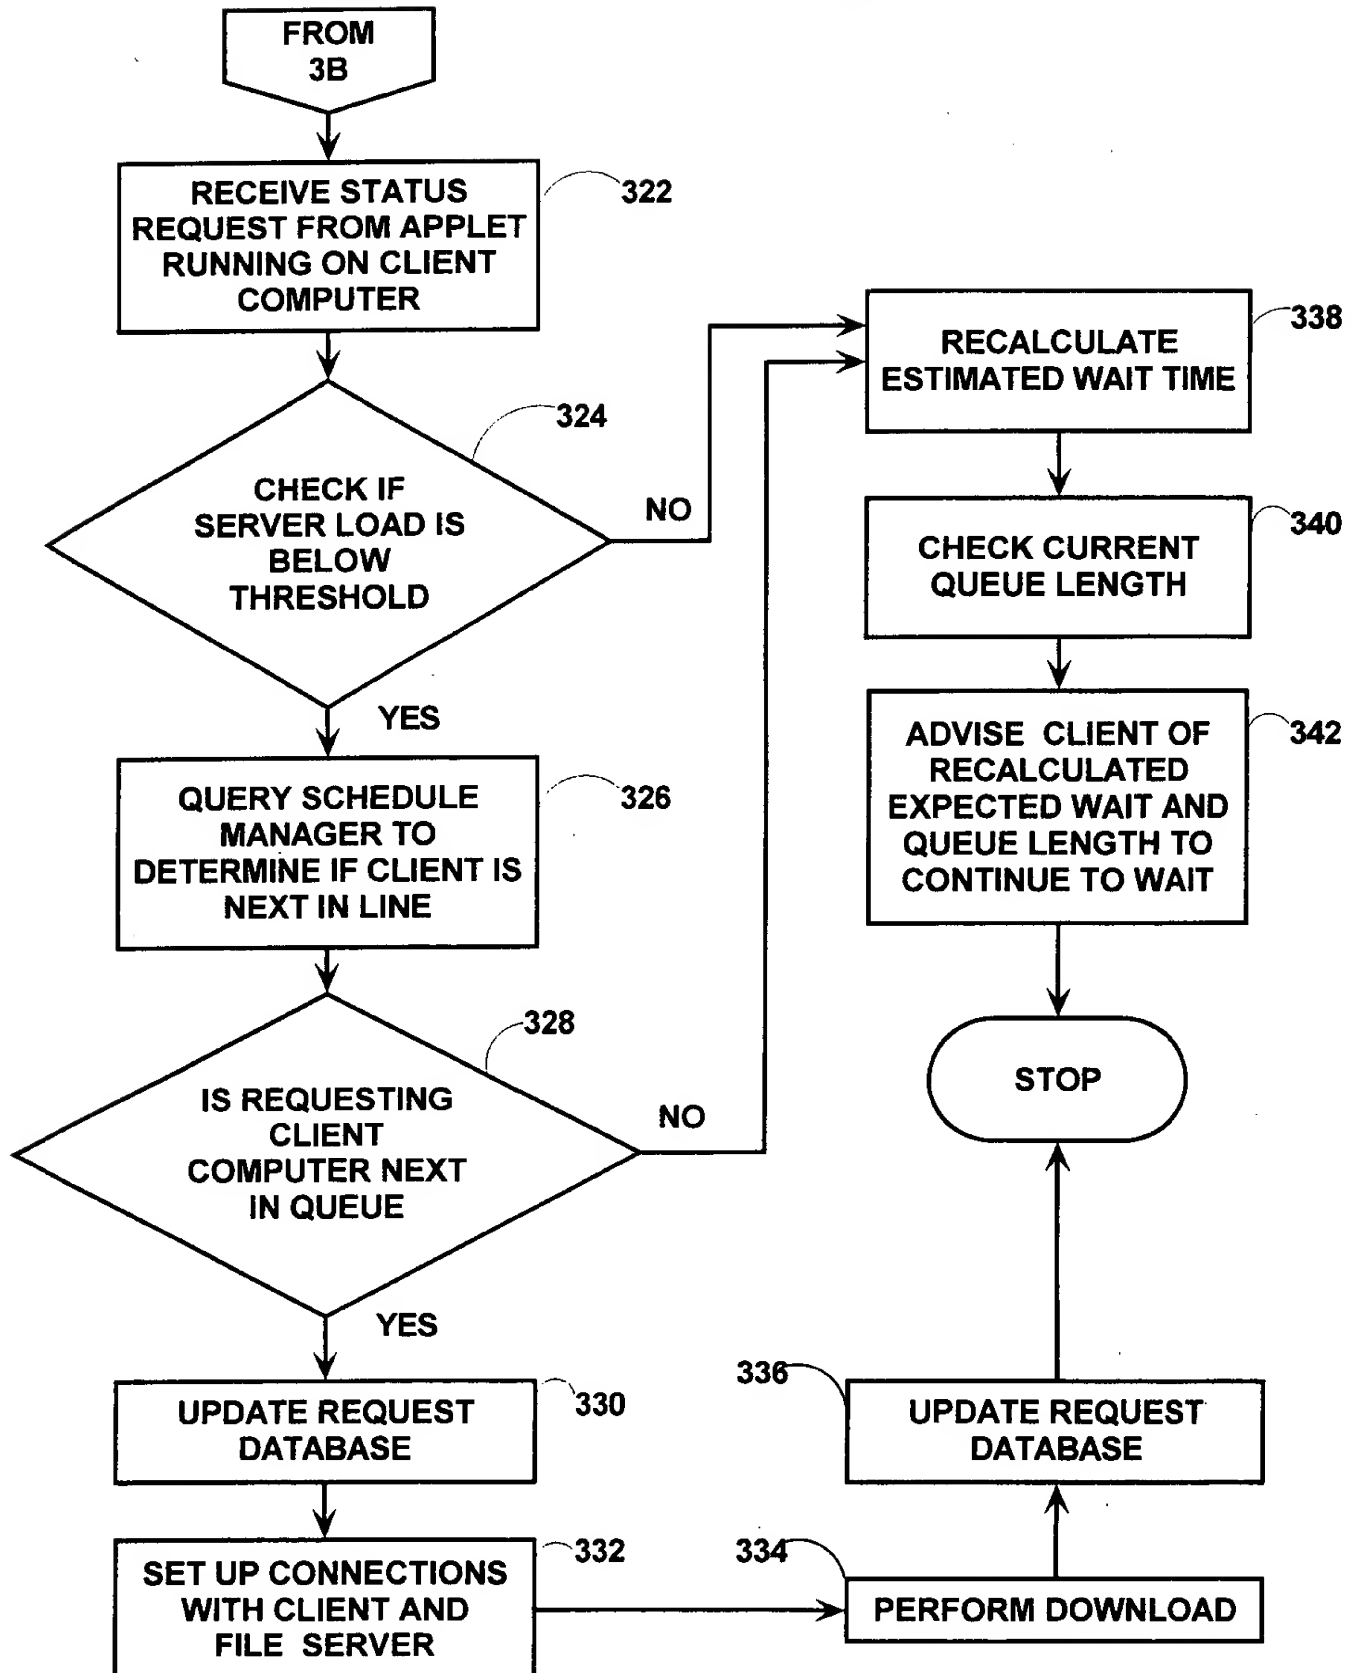 FROM
3B
RECEIVE STATUS
REQUEST FROM APPLET
RUNNING ON CLIENT
COMPUTER
322
CHECK IF
SERVER LOAD IS
BELOW
THRESHOLD
324
NO
YES
QUERY SCHEDULE
MANAGER TO
DETERMINE IF CLIENT IS
NEXT IN LINE
326
IS REQUESTING
CLIENT
COMPUTER NEXT
IN QUEUE
328
NO
YES
UPDATE REQUEST
DATABASE
330
SET UP CONNECTIONS
WITH CLIENT AND
FILE SERVER
332
334
PERFORM DOWNLOAD
336
UPDATE REQUEST
DATABASE
RECALCULATE
ESTIMATED WAIT TIME
338
CHECK CURRENT
QUEUE LENGTH
340
ADVISE CLIENT OF
RECALCULATED
EXPECTED WAIT AND
QUEUE LENGTH TO
CONTINUE TO WAIT
342
STOP